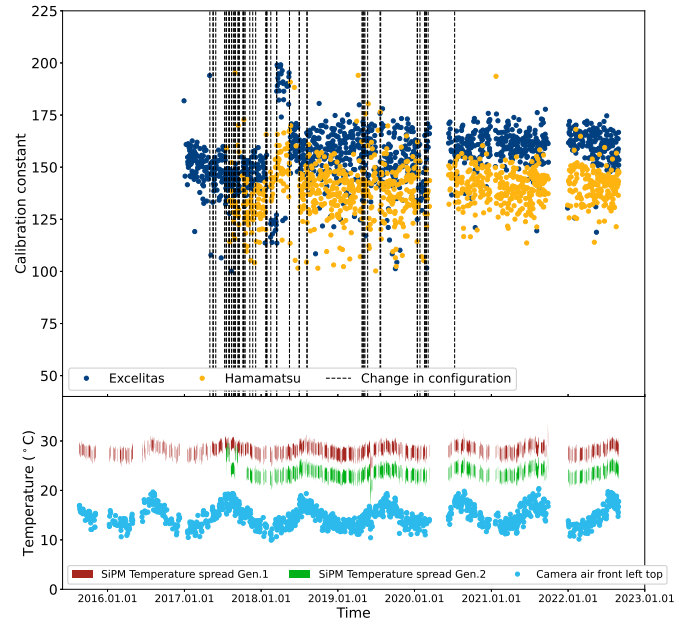 225
200
175
150
125
100
75
50
Calibration constant
Excelitas
Hamamatsu
Change in configuration
30
20
10
0
Temperature (°C)
SiPM Temperature spread Gen.1
SiPM Temperature spread Gen.2
Camera air front left top
2016.01.01
2017.01.01
2018.01.01
2019.01.01
2020.01.01
2021.01.01
2022.01.01
2023.01.01
Time